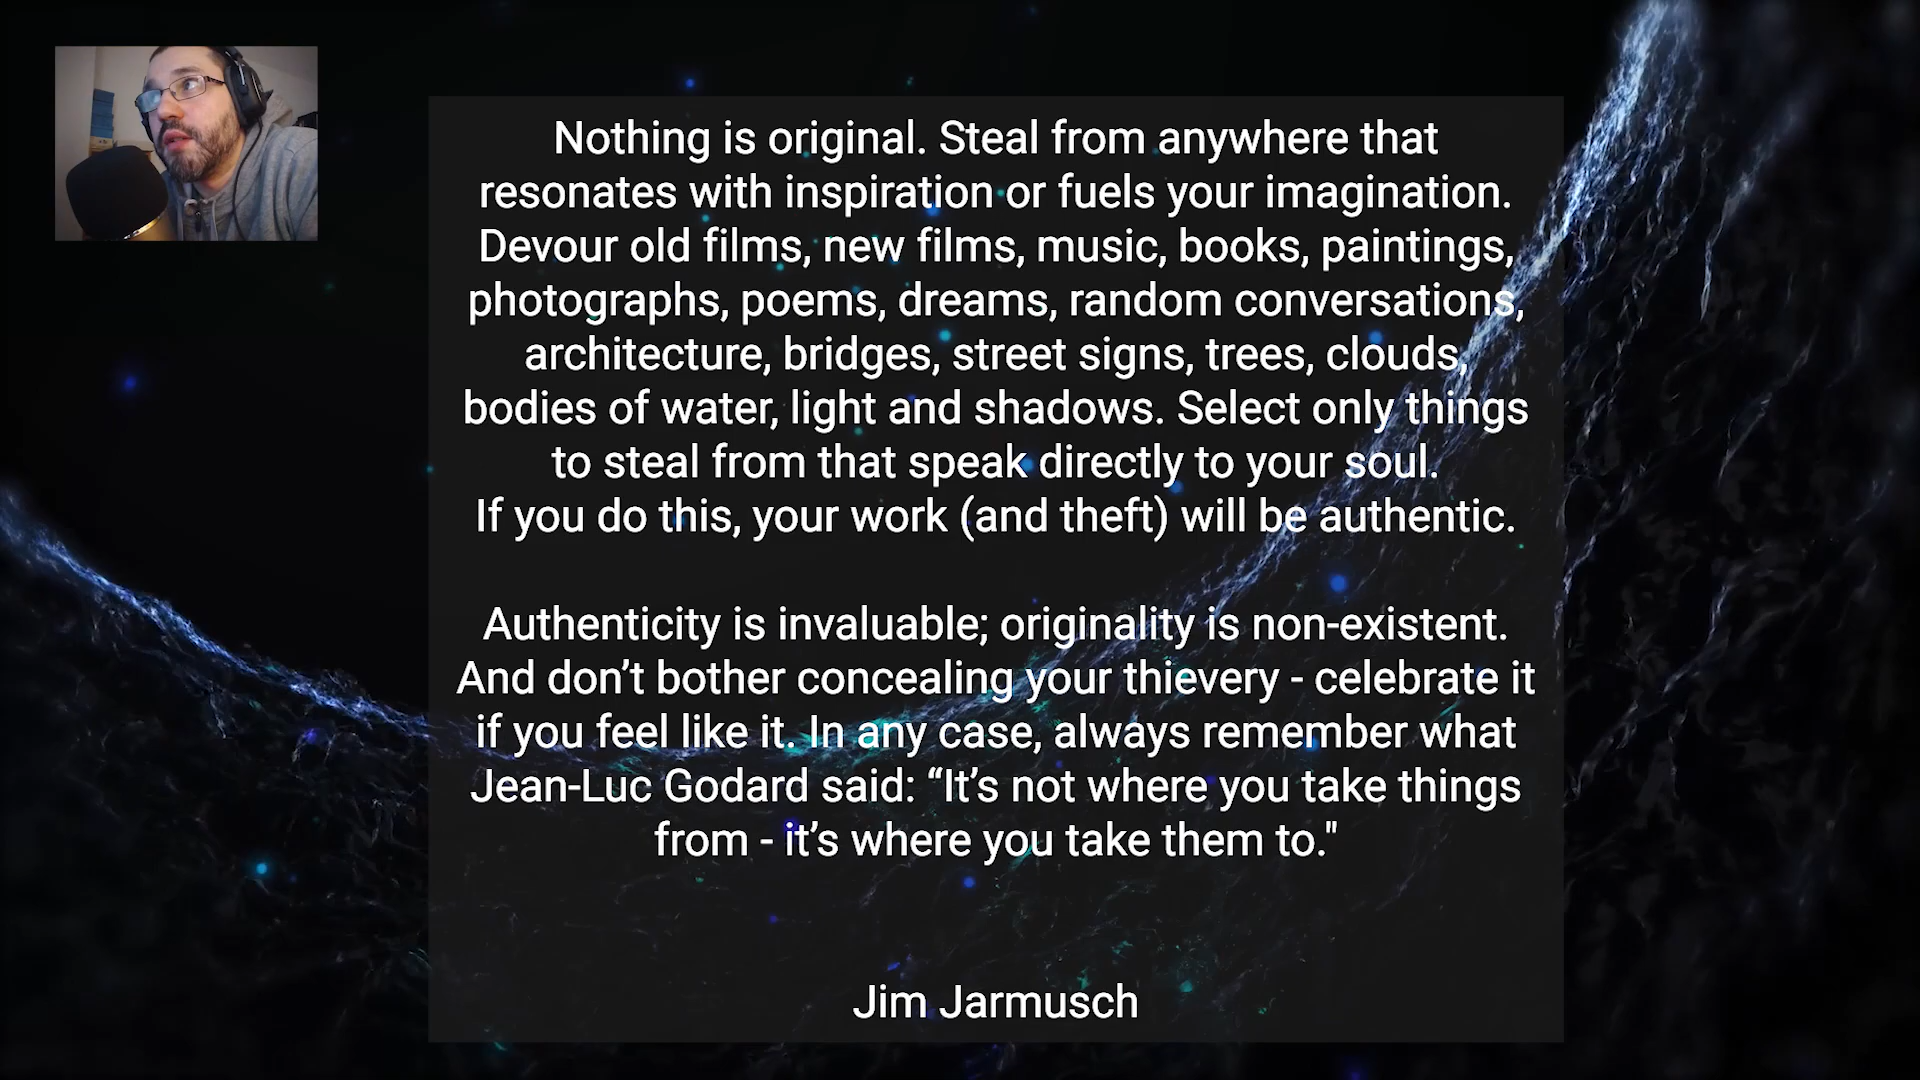 Nothing is original. Steal from anywhere that
resonates with inspiration or fuels your imagination.
Devour old films, new films, music, books, paintings,
photographs, poems, dreams, random conversations,
architecture, bridges, street signs, trees, clouds,
bodies of water, light and shadows. Select only things
to steal from that speak directly to your soul.
If you do this, your work (and theft) will be authentic.
Authenticity is invaluable; originality is non-existent.
And don’t bother concealing your thievery - celebrate it
if you feel like it. In any case, always remember what
Jean-Luc Godard said: “It’s not where you take things
from - it’s where you take them to."
Jim Jarmusch